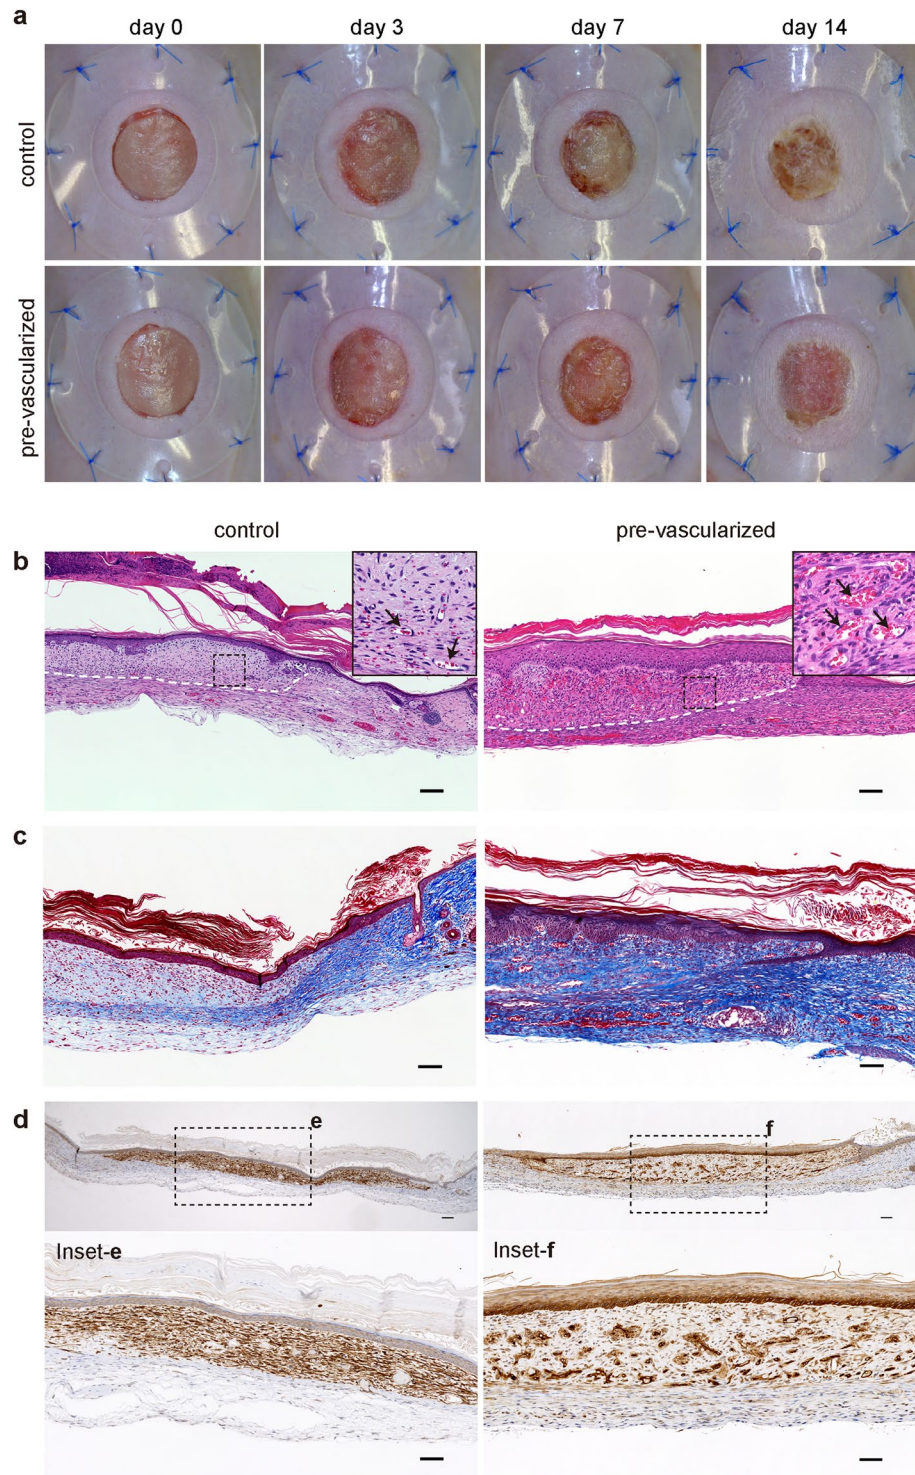 a
day 0 day 3 day 7 day 14
control
pre-vascularized
control pre-vascularized
b
c
d
e f
Inset-e Inset-f